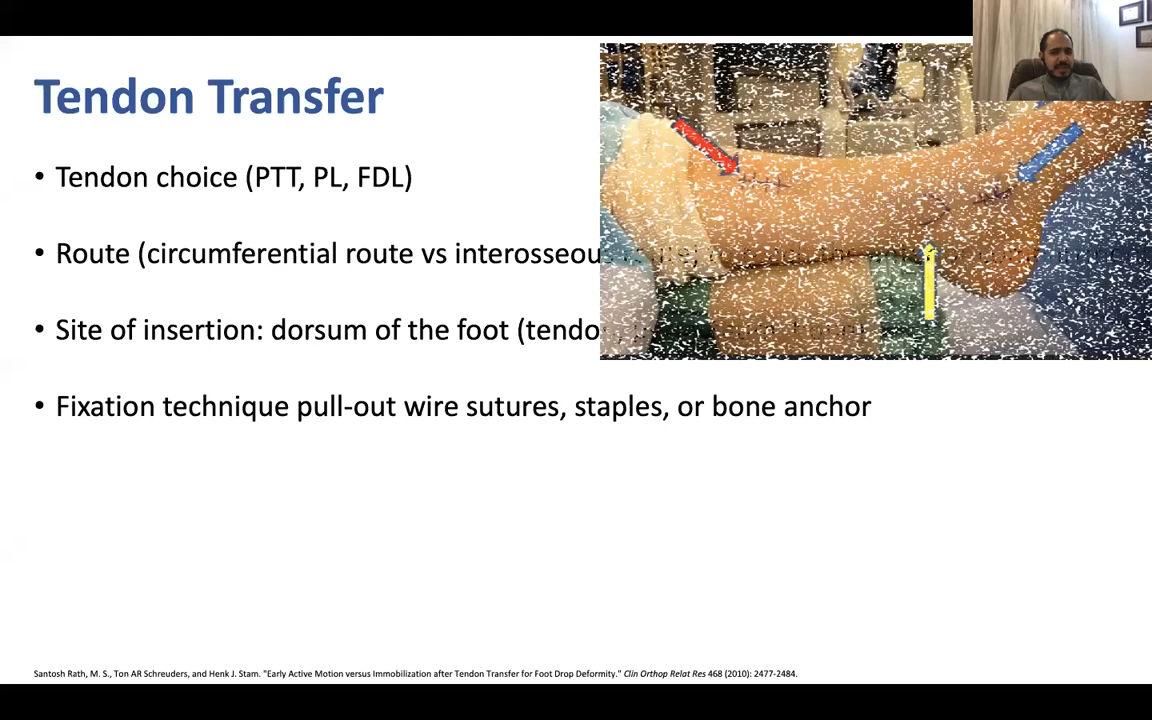 Tendon Transfer
• Tendon choice (PTT, PL, FDL)
• Route (circumferential route vs interosseous
• Site of insertion: dorsum of the foot (tendo
• Fixation technique pull-out wire sutures, staples, or bone anchor
Santosh Rath, M. S., Ton AR Schreuders, and Henk J. Stam. "Early Active Motion versus Immobilization after Tendon Transfer for Foot Drop Deformity." Clin Orthop Relat Res 468 (2010): 2477-2484.